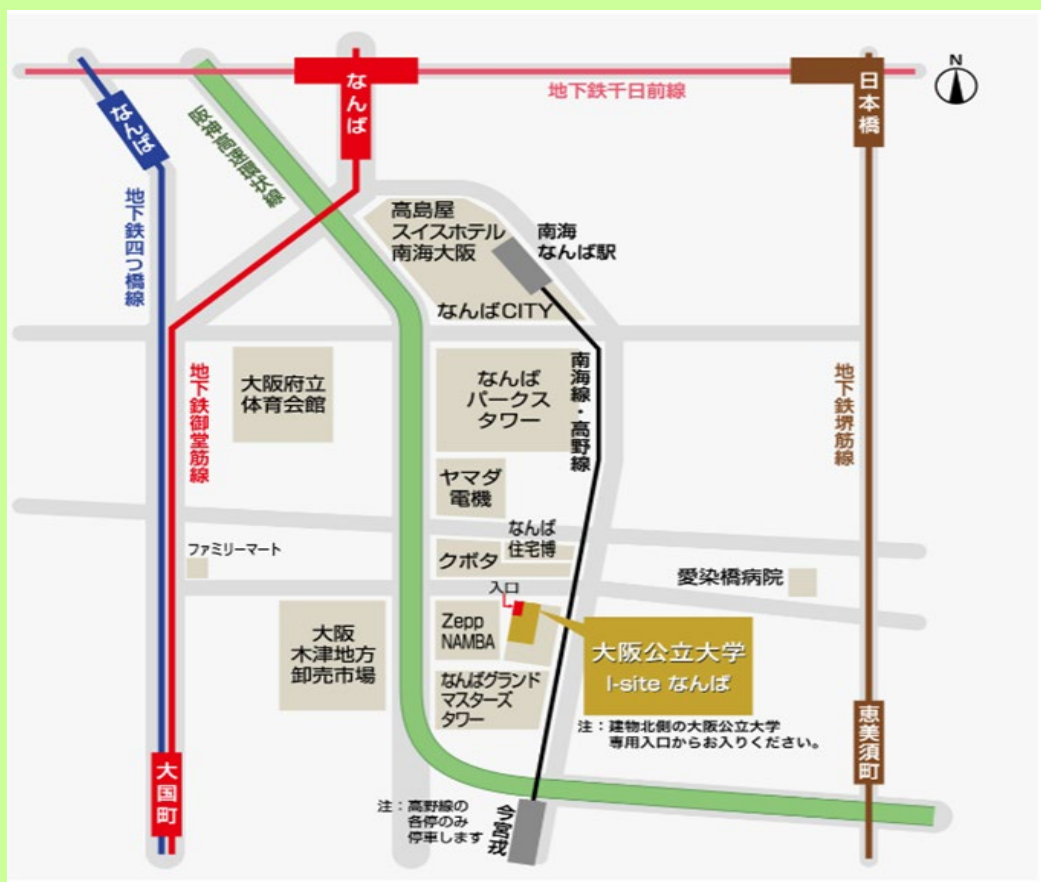 N
なんば
なんば
日本橋
地下鉄千日前線
阪神高速環状線
地下鉄四つ橋線
高島屋
スイスホテル
南海大阪
南海
なんば駅
なんばCITY
地下鉄御堂筋線
大阪府立
体育会館
なんば
パークス
タワー
南海線・高野線
地下鉄堺筋線
ヤマダ
電機
なんば
住宅博
ファミリーマート
クボタ
愛染橋病院
入口
大阪
木津地方
卸売市場
Zepp
NAMBA
大阪公立大学
I-site なんば
なんばグランド
マスターズ
タワー
注：建物北側の大阪公立大学
専用入口からお入りください。
恵美須町
大国町
注：高野線の
各停のみ
停車します
今宮戎